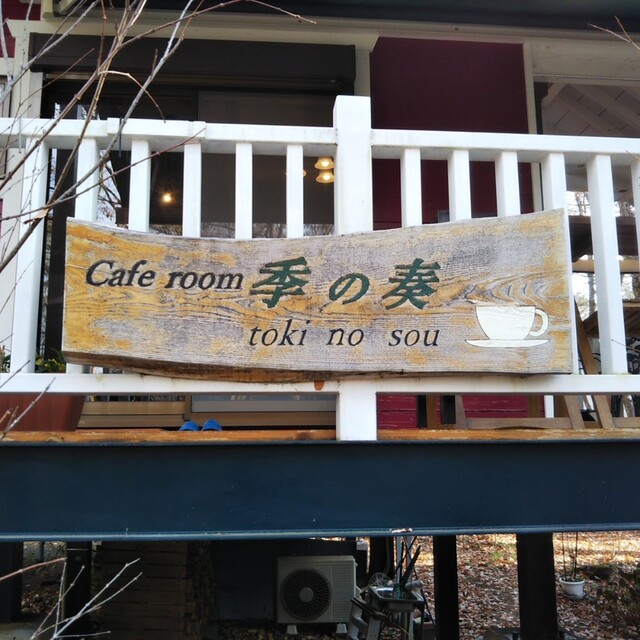 Cafe room 季の奏
toki no sou